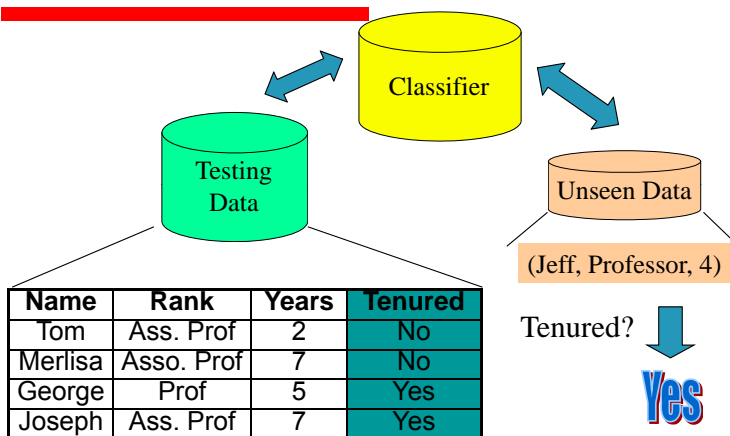 Classifier
Testing
Data
Unseen Data
(Jeff, Professor, 4)
Name Rank Years Tenured
Tom Ass. Prof 2 No
Merlisa Asso. Prof 7 No
George Prof 5 Yes
Joseph Ass. Prof 7 Yes
Tenured?
Yes